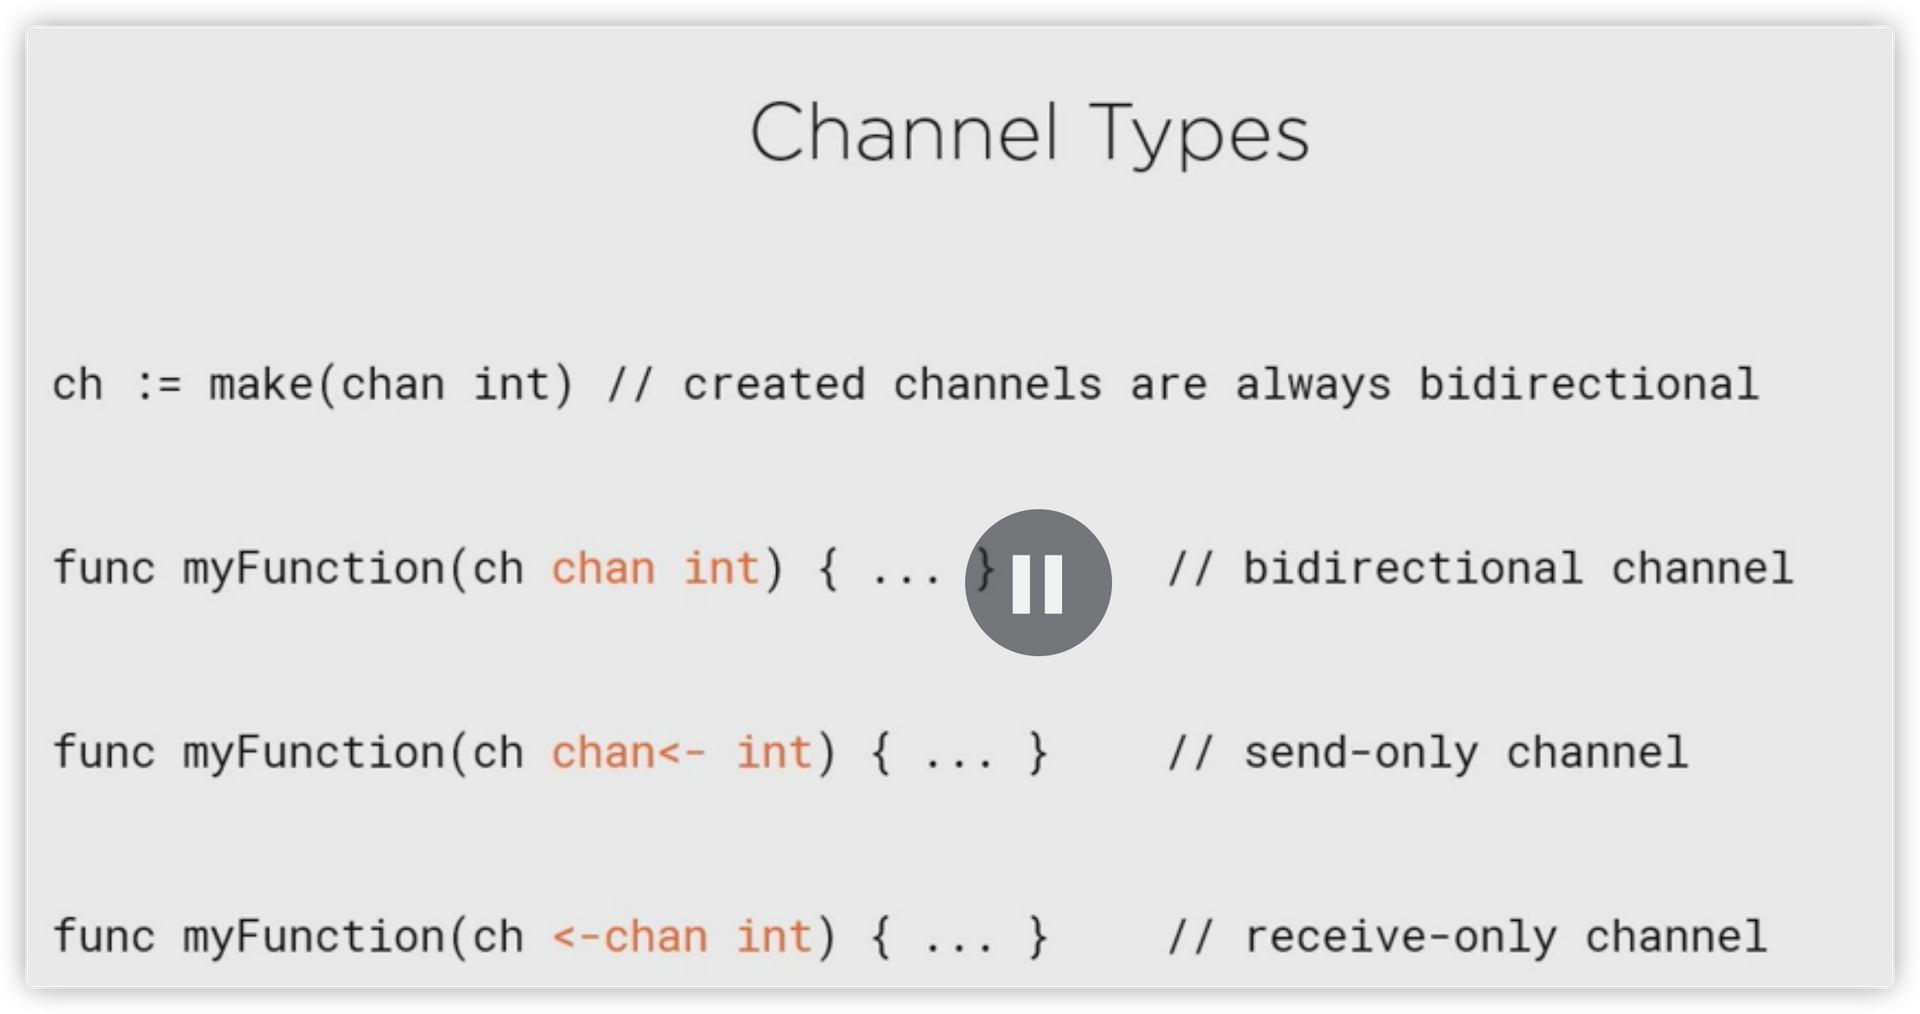 Channel Types
ch := make(chan int) // created channels are always bidirectional
func myFunction(ch chan int) { ... } // bidirectional channel
func myFunction(ch chan<- int) { ... } // send-only channel
func myFunction(ch <-chan int) { ... } // receive-only channel